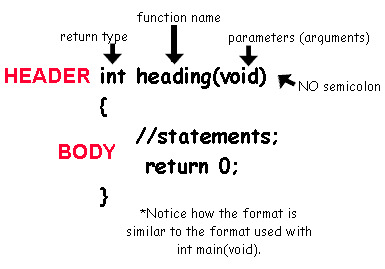 function name
return type
parameters (arguments)
HEADER int heading(void)
NO semicolon
{
//statements;
BODY
return 0;
}
*Notice how the format is
similar to the format used with
int main(void).